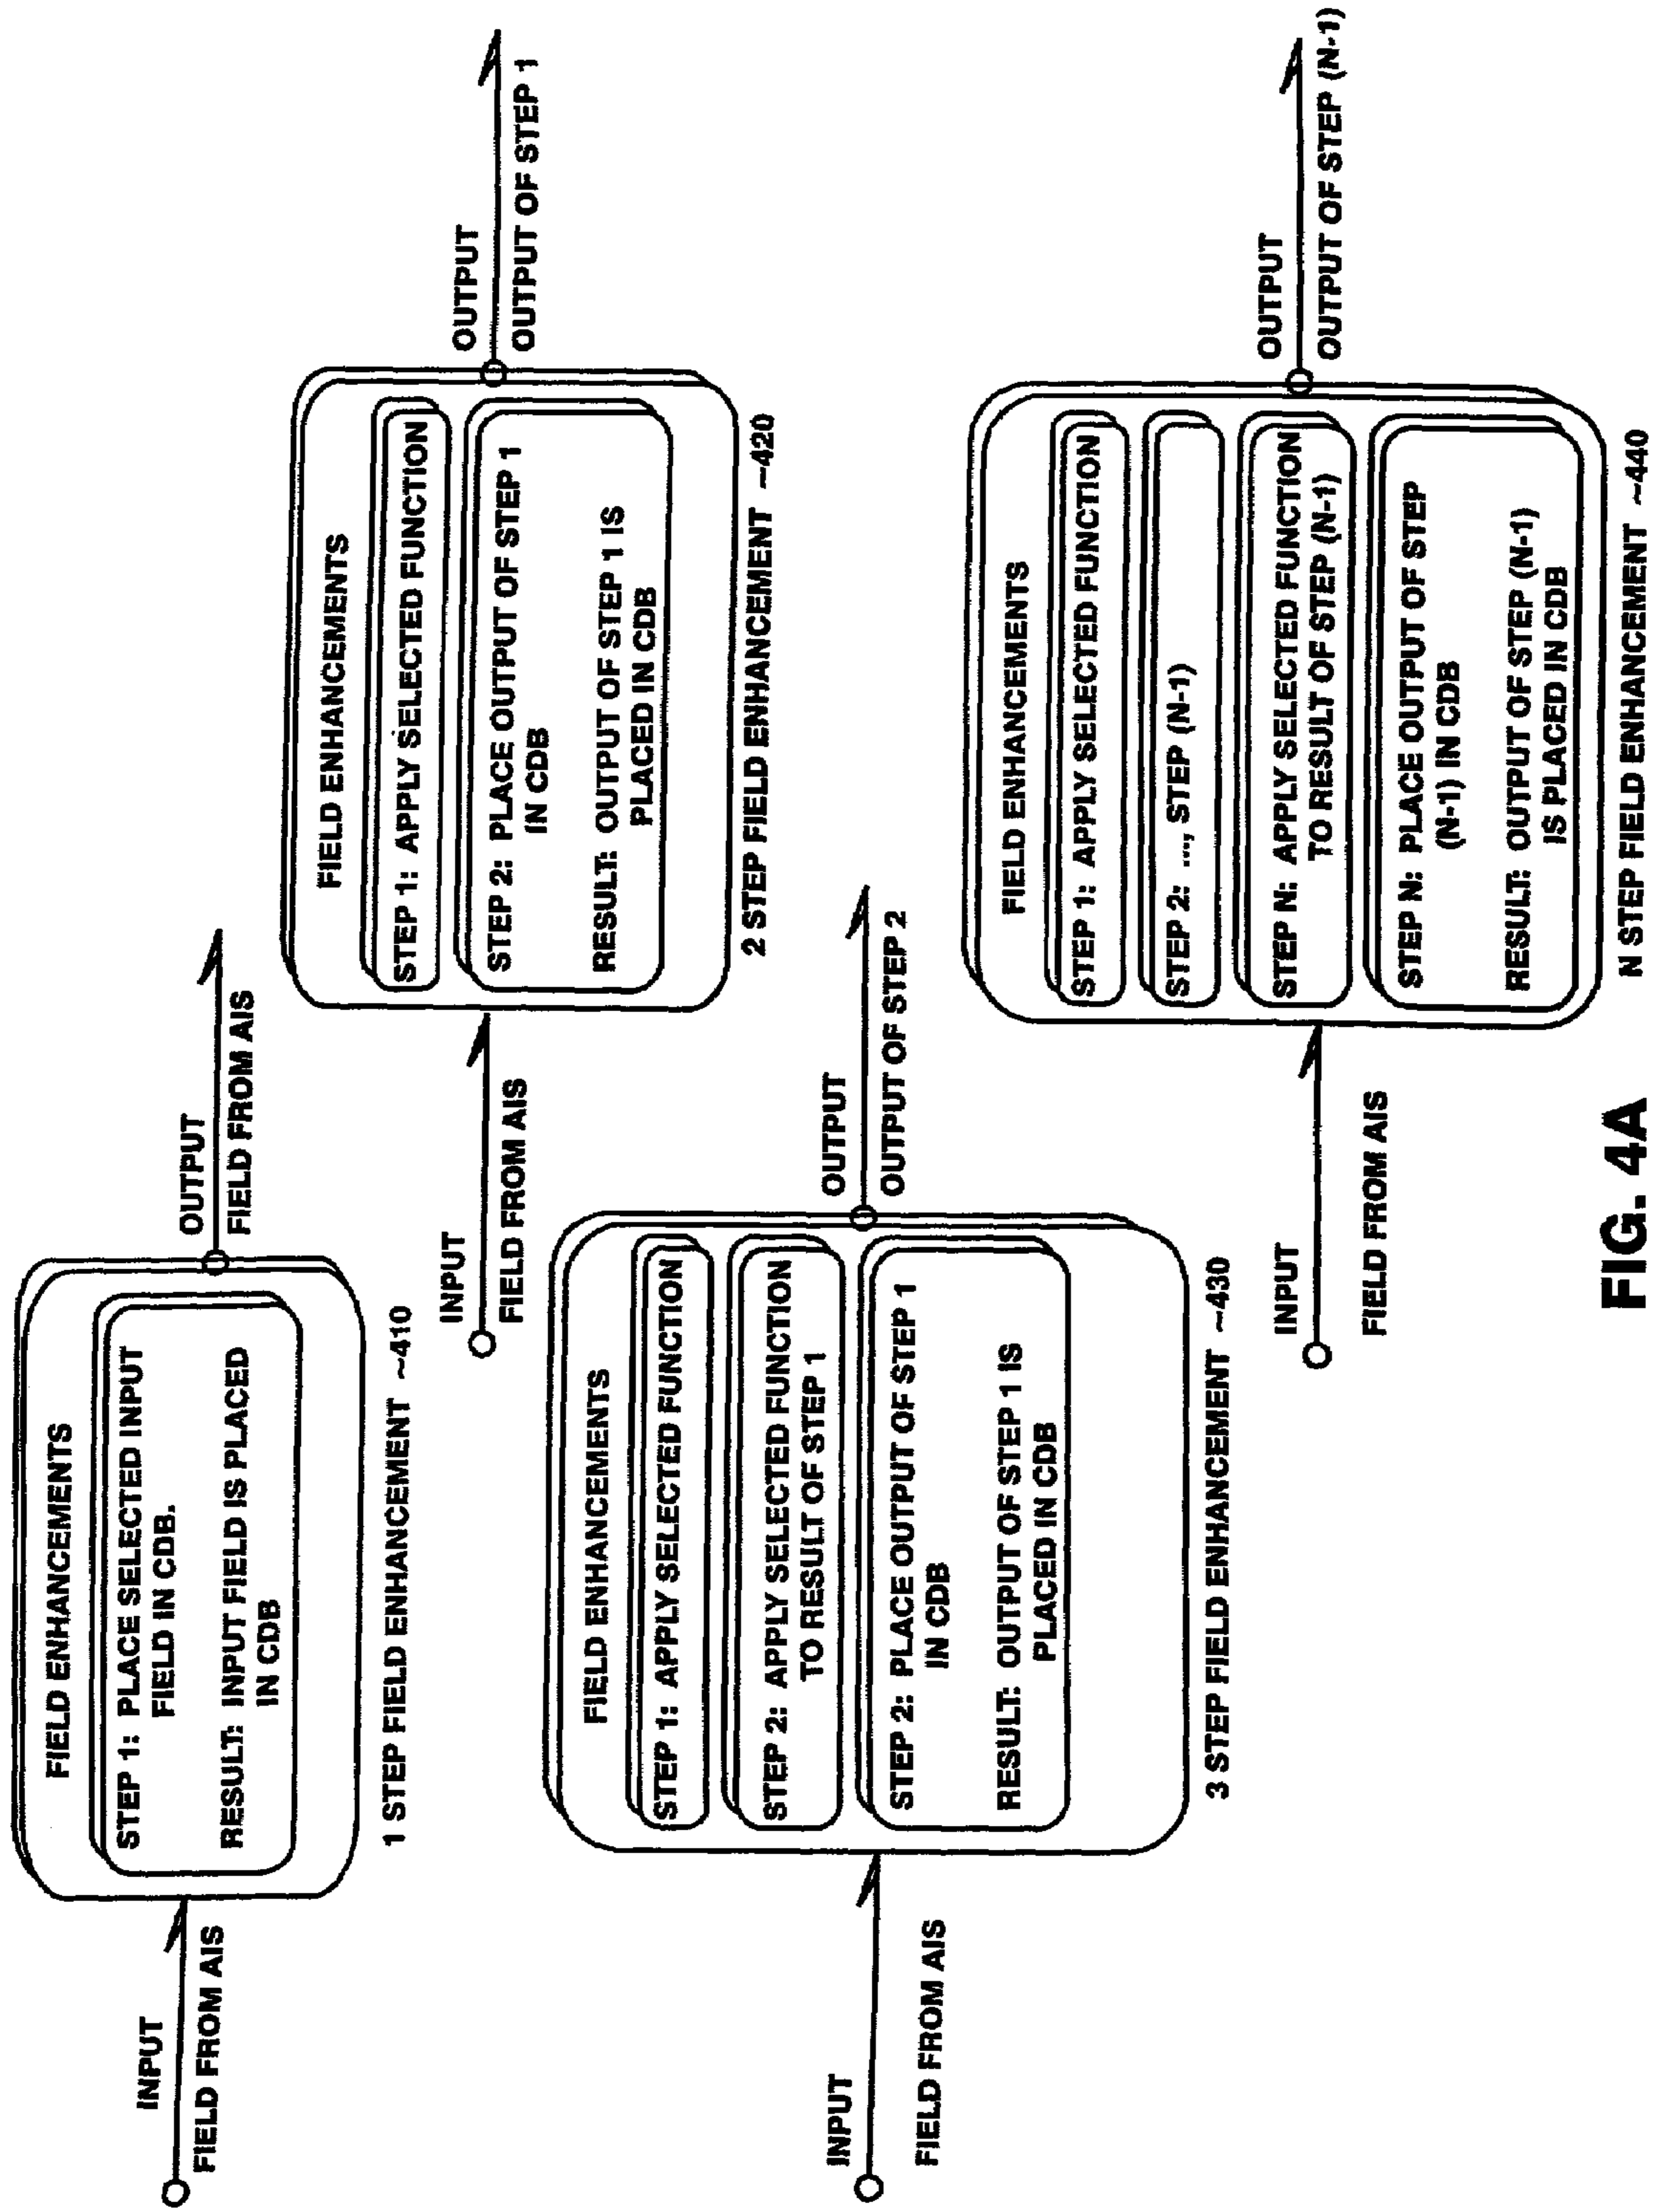 INPUT
FIELD FROM AIS
FIELD ENHANCEMENTS
STEP 1: PLACE SELECTED INPUT
FIELD IN CDB.
RESULT: INPUT FIELD IS PLACED
IN CDB
OUTPUT
FIELD FROM AIS
1 STEP FIELD ENHANCEMENT ~410
INPUT
FIELD FROM AIS
FIELD ENHANCEMENTS
STEP 1: APPLY SELECTED FUNCTION
STEP 2: PLACE OUTPUT OF STEP 1
IN CDB
RESULT: OUTPUT OF STEP 1 IS
PLACED IN CDB
OUTPUT
OUTPUT OF STEP 1
2 STEP FIELD ENHANCEMENT ~420
INPUT
FIELD FROM AIS
FIELD ENHANCEMENTS
STEP 1: APPLY SELECTED FUNCTION
STEP 2: APPLY SELECTED FUNCTION
TO RESULT OF STEP 1
STEP 2: PLACE OUTPUT OF STEP 1
IN CDB
RESULT: OUTPUT OF STEP 1 IS
PLACED IN CDB
OUTPUT
OUTPUT OF STEP 2
3 STEP FIELD ENHANCEMENT ~430
INPUT
FIELD FROM AIS
FIELD ENHANCEMENTS
STEP 1: APPLY SELECTED FUNCTION
STEP 2: ..., STEP (N-1)
STEP N: APPLY SELECTED FUNCTION
TO RESULT OF STEP (N-1)
STEP N: PLACE OUTPUT OF STEP
(N-1) IN CDB
RESULT: OUTPUT OF STEP (N-1)
IS PLACED IN CDB
OUTPUT
OUTPUT OF STEP (N-1)
N STEP FIELD ENHANCEMENT ~440
FIG. 4A